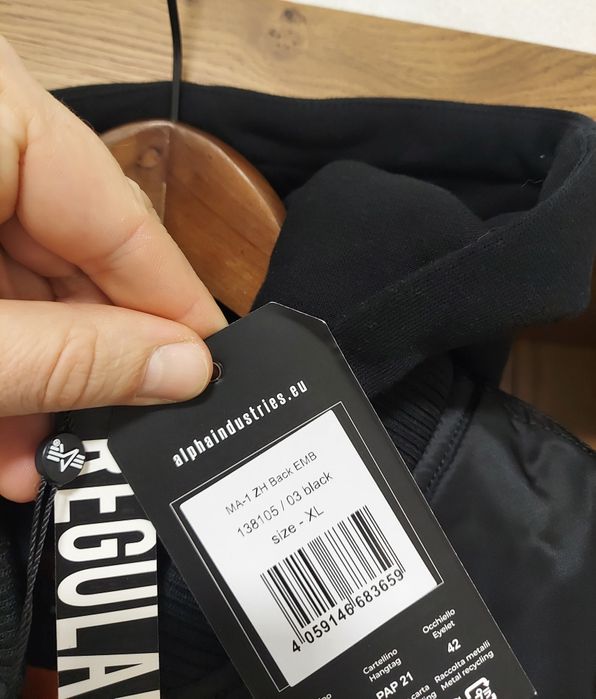 alphaindustries.eu
MA-1 ZH Back EMB
138105 / 03 black
size - XL
4 059146 683659
REGULA
Cartellino
Hangtag
PAP 21
Occhiello
Eyelet
42
Raccolta metalli
Metal recycling
carta